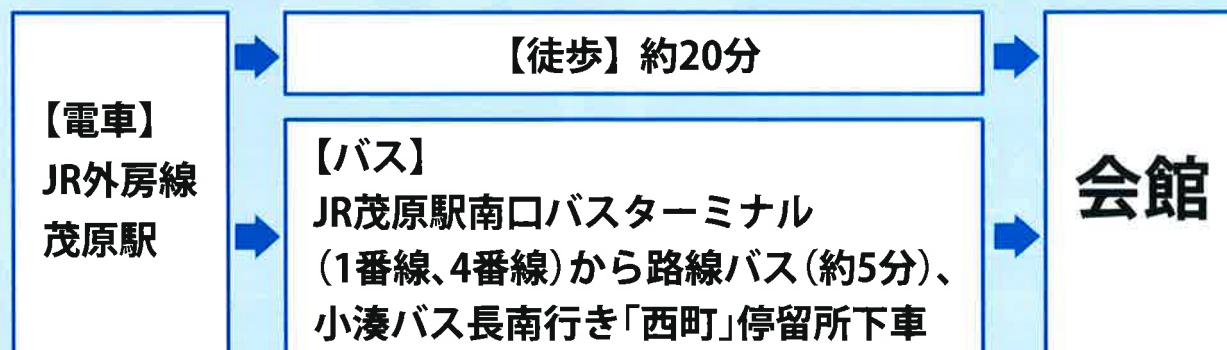 【電車】
JR外房線
茂原駅
【徒歩】約20分
【バス】
JR茂原駅南口バスターミナル
(1番線、4番線)から路線バス(約5分)、
小湊バス長南行き「西町」停留所下車
会館